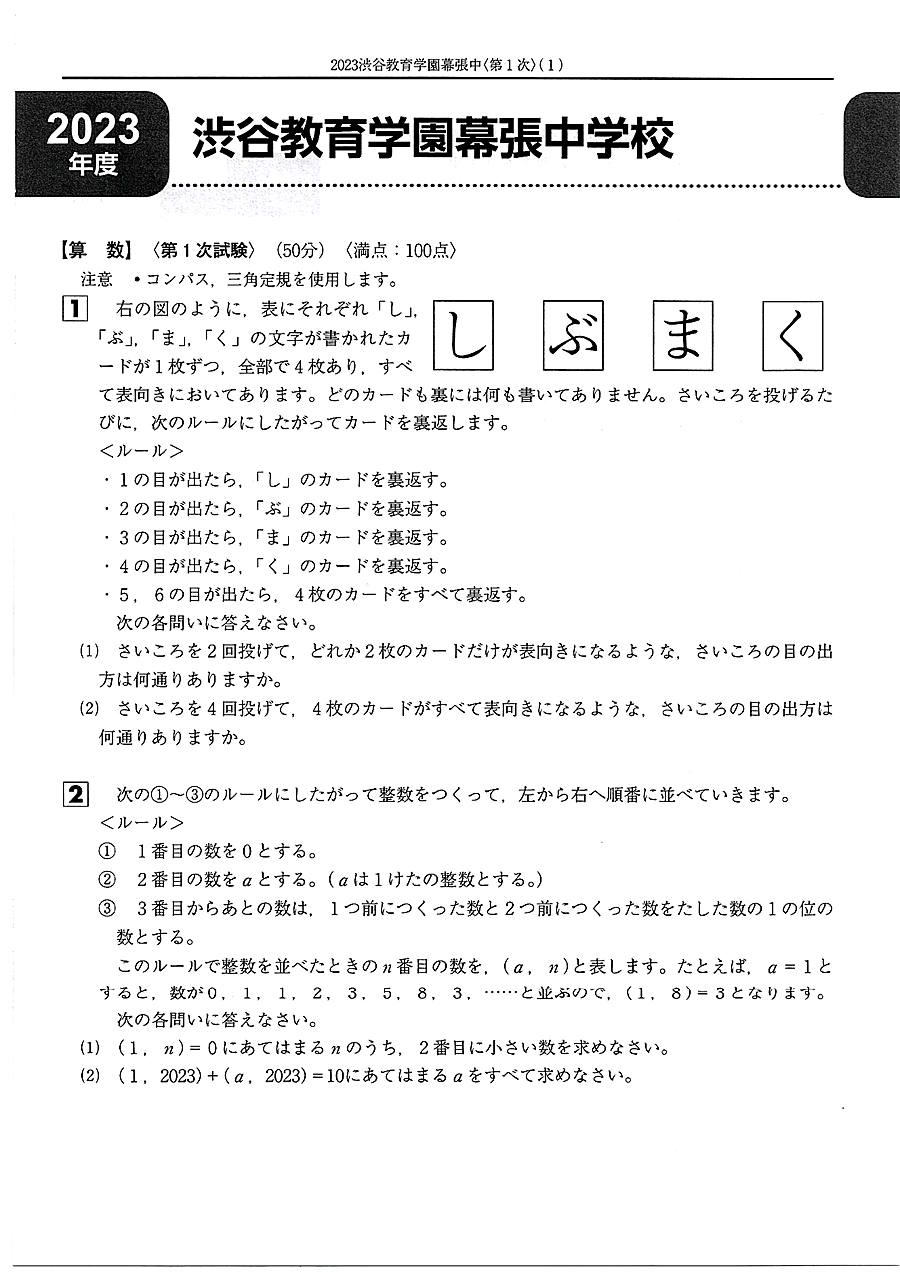 2023渋谷教育学園幕張中〈第1次〉(1)
2023
年度
渋谷教育学園幕張中学校
【算 数】〈第1次試験〉(50分)〈満点：100点〉
注意 ・コンパス，三角定規を使用します。
1 右の図のように，表にそれぞれ「し」，
「ぶ」，「ま」，「く」の文字が書かれたカ
ードが1枚ずつ，全部で4枚あり，すべ
し ぶ ま く
て表向きにおいてあります。どのカードも裏には何も書いてありません。さいころを投げるた
びに，次のルールにしたがってカードを裏返します。
＜ルール＞
・1の目が出たら，「し」のカードを裏返す。
・2の目が出たら，「ぶ」のカードを裏返す。
・3の目が出たら，「ま」のカードを裏返す。
・4の目が出たら，「く」のカードを裏返す。
・5，6の目が出たら，4枚のカードをすべて裏返す。
次の各問いに答えなさい。
(1) さいころを2回投げて，どれか2枚のカードだけが表向きになるような，さいころの目の出
方は何通りありますか。
(2) さいころを4回投げて，4枚のカードがすべて表向きになるような，さいころの目の出方は
何通りありますか。
2 次の①～③のルールにしたがって整数をつくって，左から右へ順番に並べていきます。
＜ルール＞
① 1番目の数を0とする。
② 2番目の数をaとする。(aは1けたの整数とする。)
③ 3番目からあとの数は，1つ前につくった数と2つ前につくった数をたした数の1の位の
数とする。
このルールで整数を並べたときのn番目の数を，(a，n)と表します。たとえば，a＝1と
すると，数が0，1，1，2，3，5，8，3，……と並ぶので，(1，8)＝3となります。
次の各問いに答えなさい。
(1) (1，n)＝0にあてはまるnのうち，2番目に小さい数を求めなさい。
(2) (1，2023)＋(a，2023)＝10にあてはまるaをすべて求めなさい。